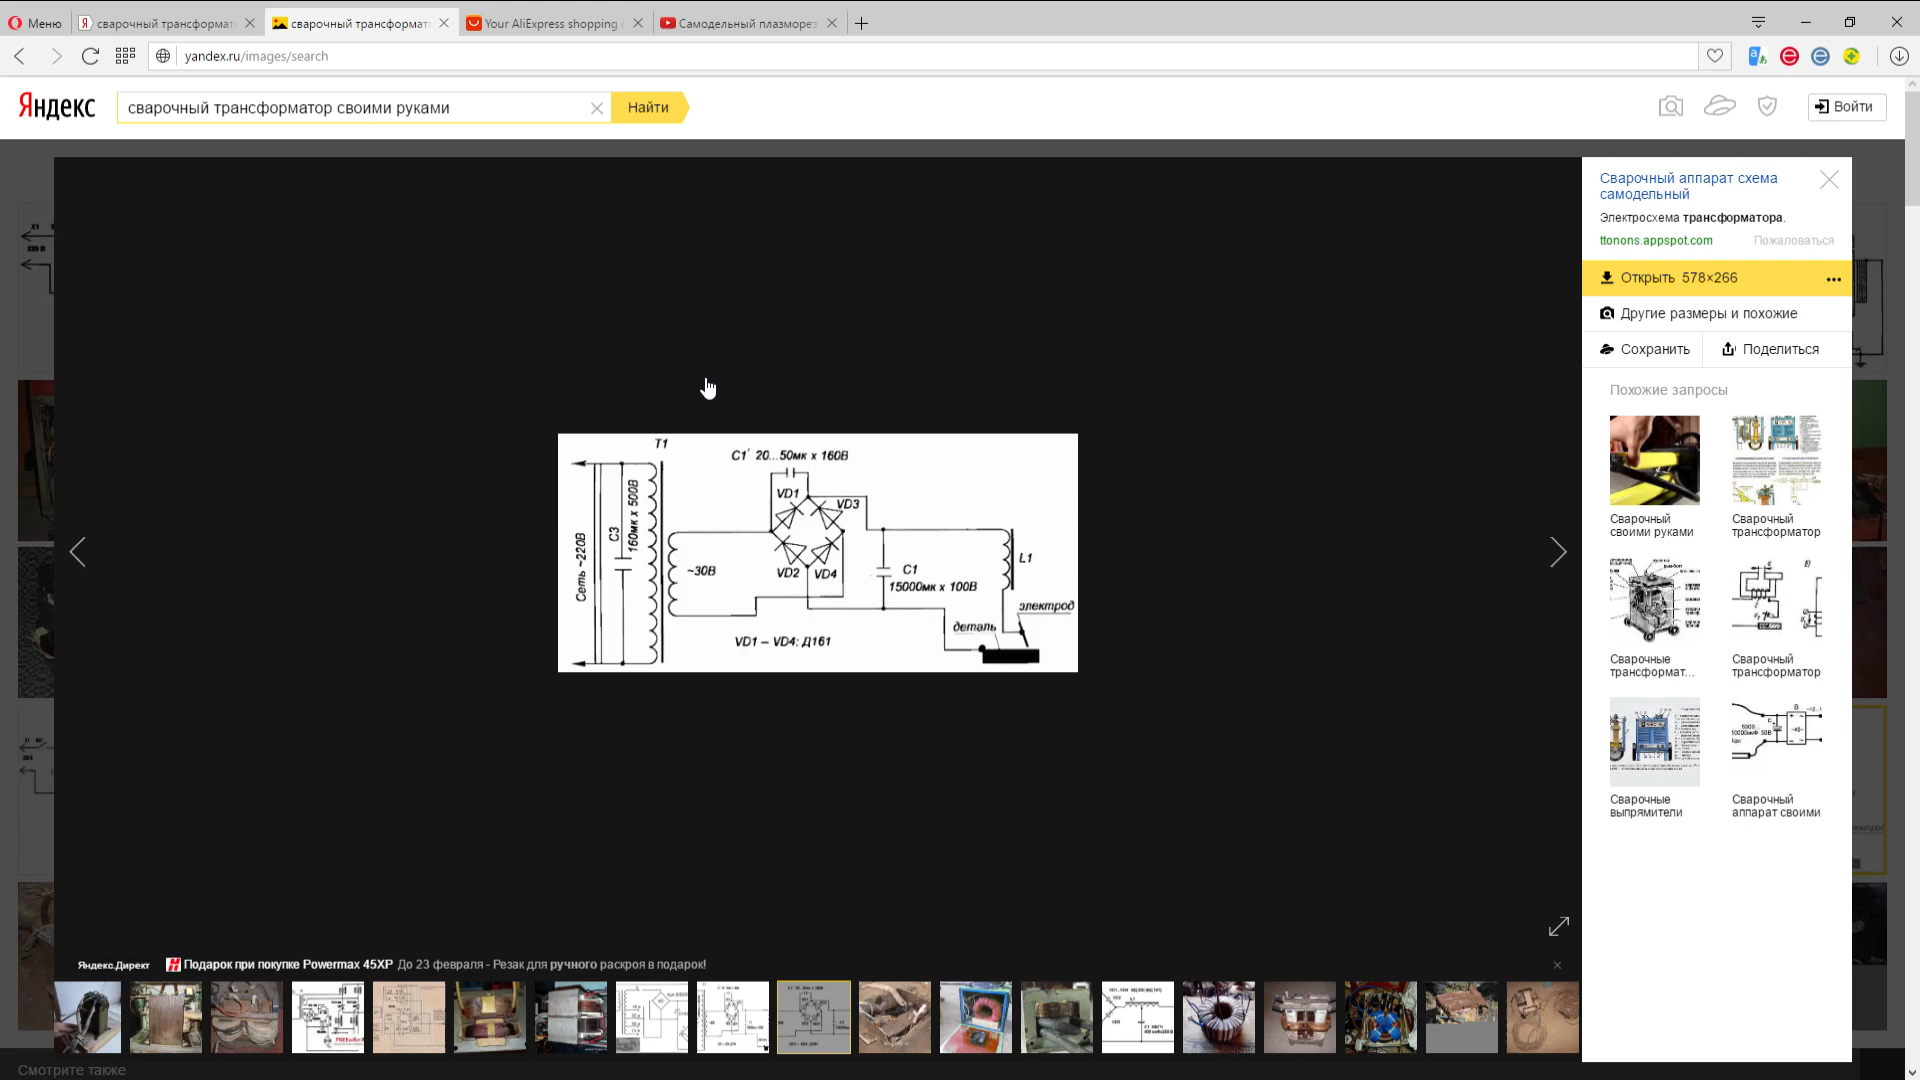 Меню
сварочный трансформато
сварочный трансформато
Your AliExpress shopping
Самодельный плазморез
yandex.ru/images/search
Яндекс
сварочный трансформатор своими руками
Найти
Войти
Сварочный аппарат схема
самодельный
Электросхема трансформатора.
ttonons.appspot.com
Пожаловаться
Открыть 578×266
Другие размеры и похожие
Сохранить
Поделиться
Похожие запросы
Сварочный
своими руками
Сварочный
трансформатор
Сварочные
трансформат...
Сварочный
трансформатор
Сварочные
выпрямители
Сварочный
аппарат своими
T1
C1' 20...50мк x 160В
VD1
VD3
C3
160мк x 500В
Сеть ~220В
~30В
VD2
VD4
C1
15000мк x 100В
L1
электрод
деталь
VD1 – VD4: Д161
X1
220 В
Яндекс.Директ
Подарок при покупке Powermax 45XP До 23 февраля - Резак для ручного раскроя в подарок!
Смотрите также